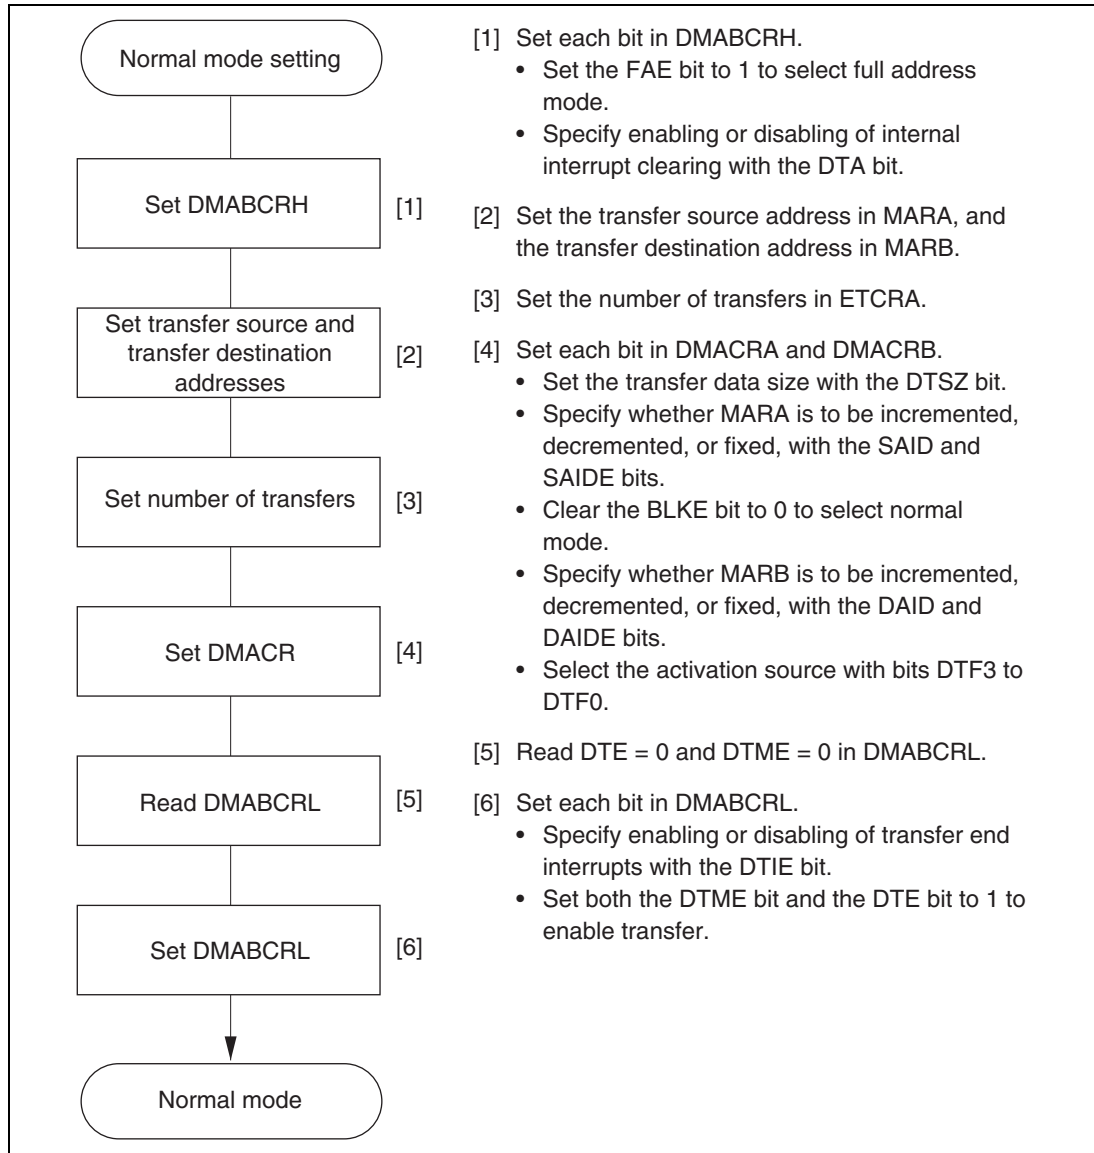 Normal mode setting
Set DMABCRH
[1]
Set transfer source and
transfer destination
addresses
[2]
Set number of transfers
[3]
Set DMACR
[4]
Read DMABCRL
[5]
Set DMABCRL
[6]
Normal mode
[1] Set each bit in DMABCRH.
• Set the FAE bit to 1 to select full address
mode.
• Specify enabling or disabling of internal
interrupt clearing with the DTA bit.
[2] Set the transfer source address in MARA, and
the transfer destination address in MARB.
[3] Set the number of transfers in ETCRA.
[4] Set each bit in DMACRA and DMACRB.
• Set the transfer data size with the DTSZ bit.
• Specify whether MARA is to be incremented,
decremented, or fixed, with the SAID and
SAIDE bits.
• Clear the BLKE bit to 0 to select normal
mode.
• Specify whether MARB is to be incremented,
decremented, or fixed, with the DAID and
DAIDE bits.
• Select the activation source with bits DTF3 to
DTF0.
[5] Read DTE = 0 and DTME = 0 in DMABCRL.
[6] Set each bit in DMABCRL.
• Specify enabling or disabling of transfer end
interrupts with the DTIE bit.
• Set both the DTME bit and the DTE bit to 1 to
enable transfer.